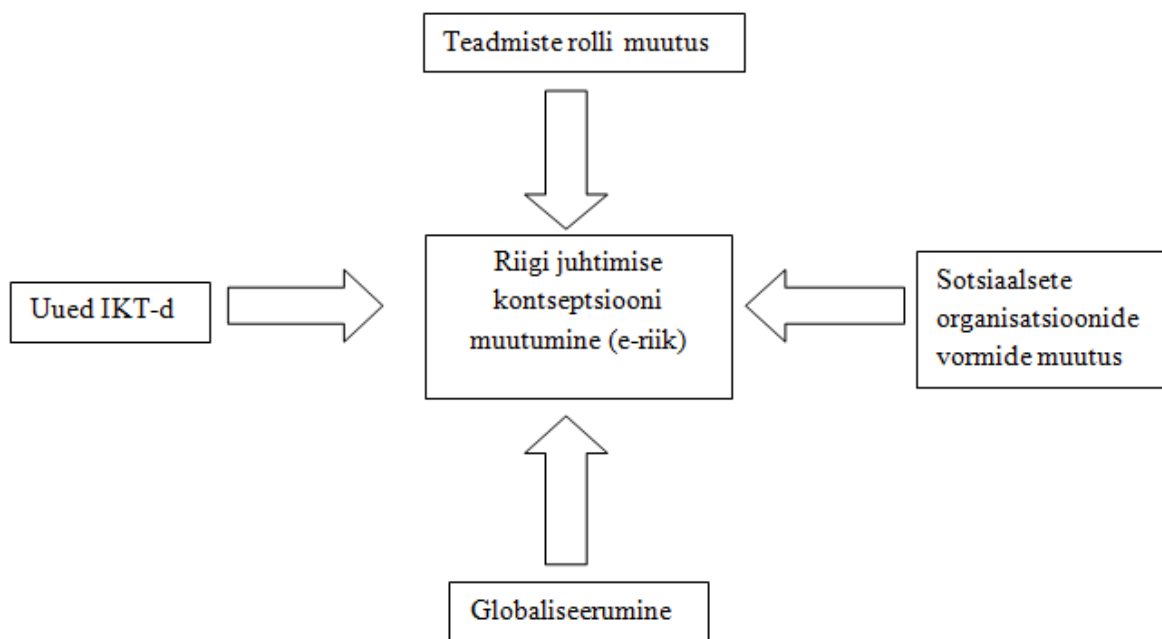 Teadmiste rolli muutus
Uued IKT-d
Riigi juhtimise
kontseptsiooni
muutumine (e-riik)
Sotsiaalsete
organisatsioonide
vormide muutus
Globaliseerumine